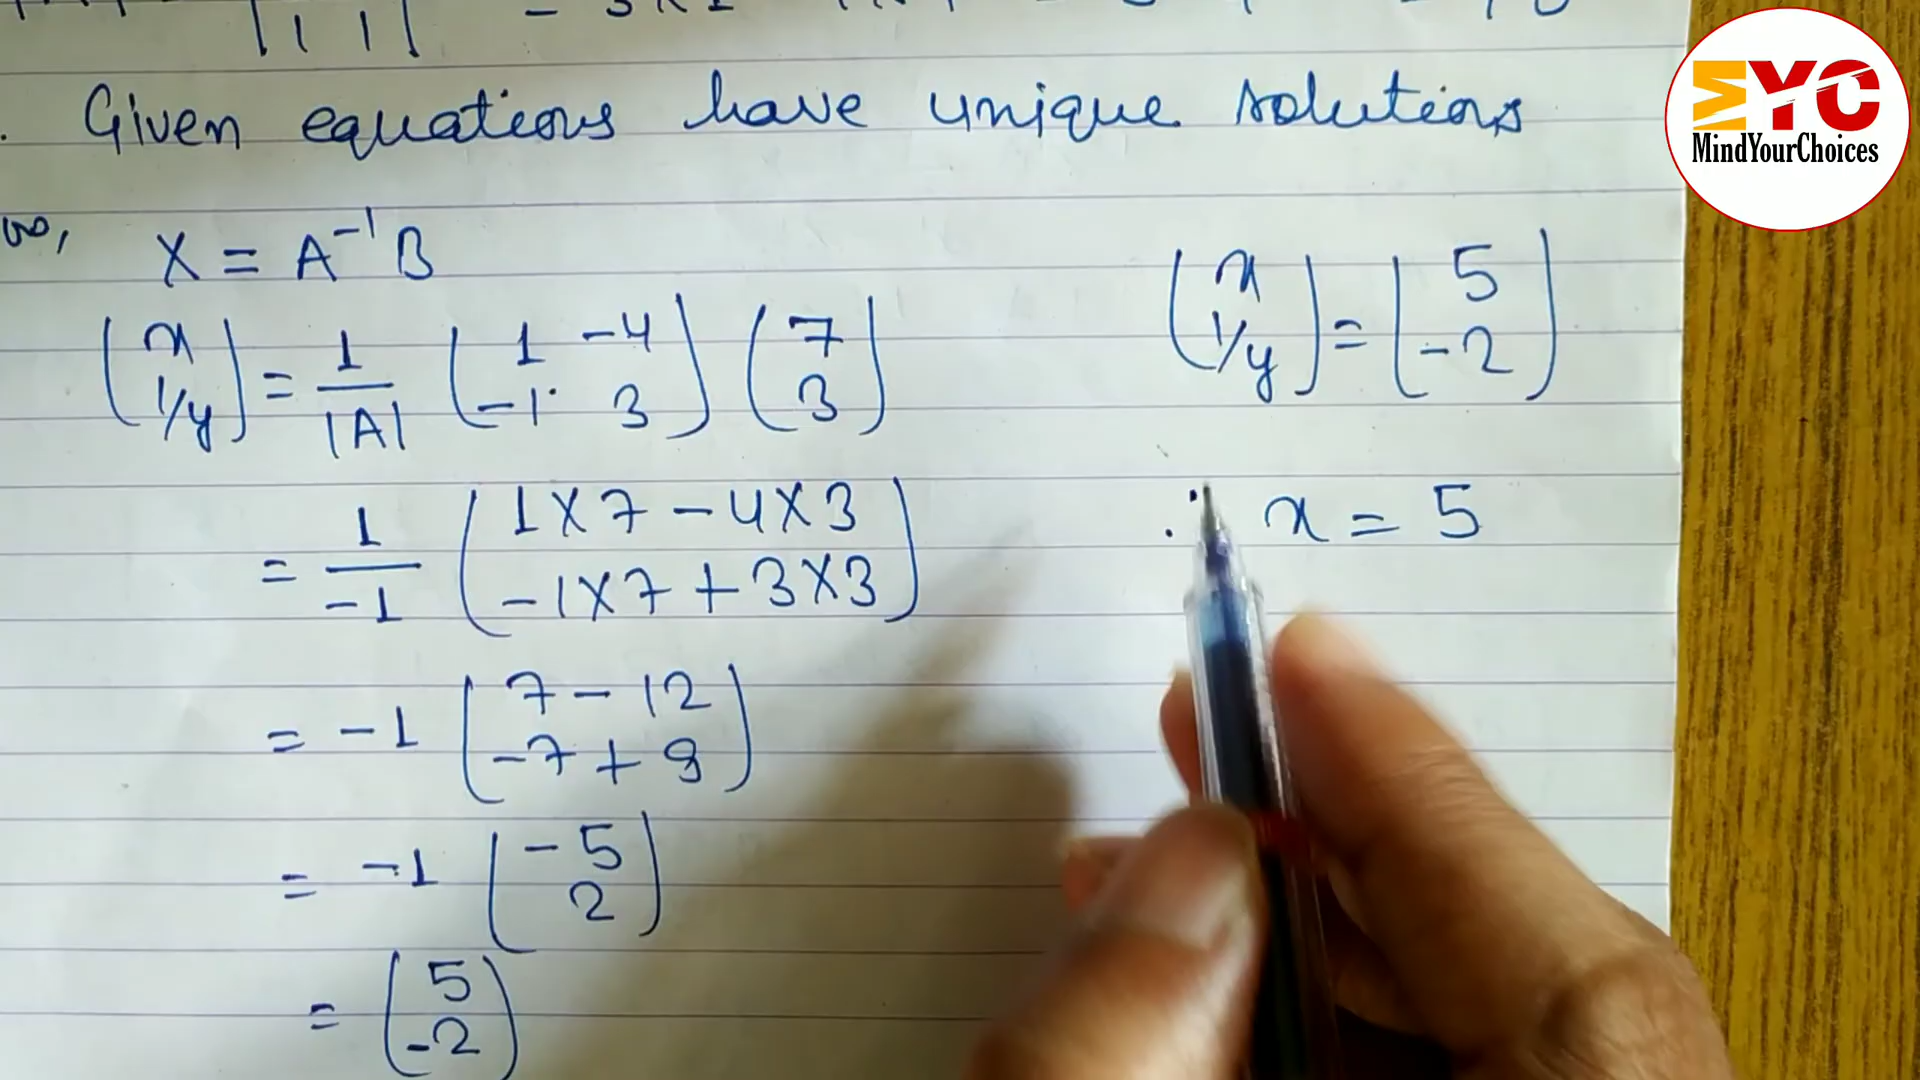 Given equations have unique solutions
X = A⁻¹B
(x 1/y) = 1/|A| (1 -4 -1 3) (7 3)
= 1/-1 (1×7 - 4×3 -1×7 + 3×3)
= -1 (7 - 12 -7 + 9)
= -1 (-5 2)
= (5 -2)
(x 1/y) = (5 -2)
∴ x = 5
MYC
MindYourChoices